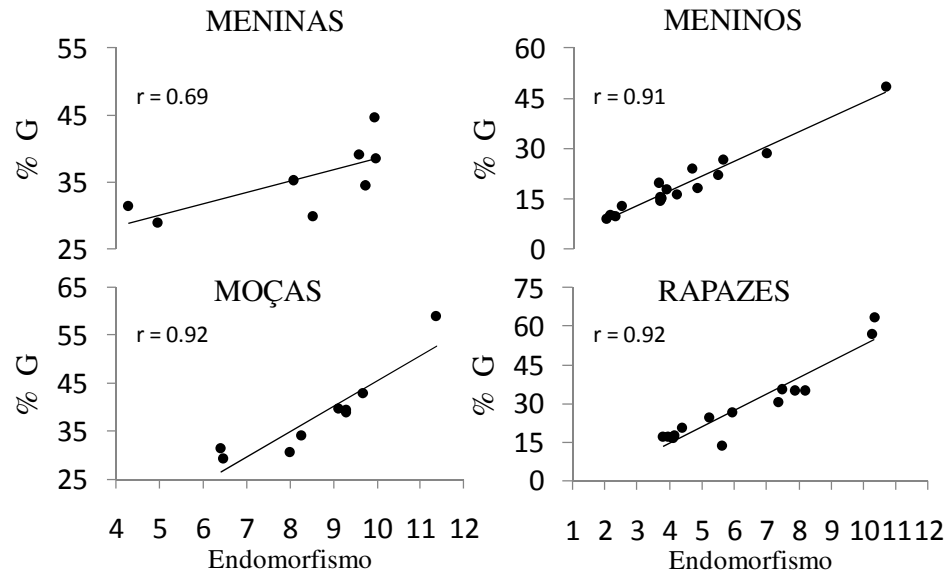 MENINAS
MENINOS
55
45
35
25
% G
r = 0.69
60
45
30
15
0
% G
r = 0.91
MOÇAS
RAPAZES
65
55
45
35
25
% G
r = 0.92
75
60
45
30
15
0
% G
r = 0.92
4 5 6 7 8 9 10 11 12
1 2 3 4 5 6 7 8 9 10 11 12
Endomorfismo
Endomorfismo